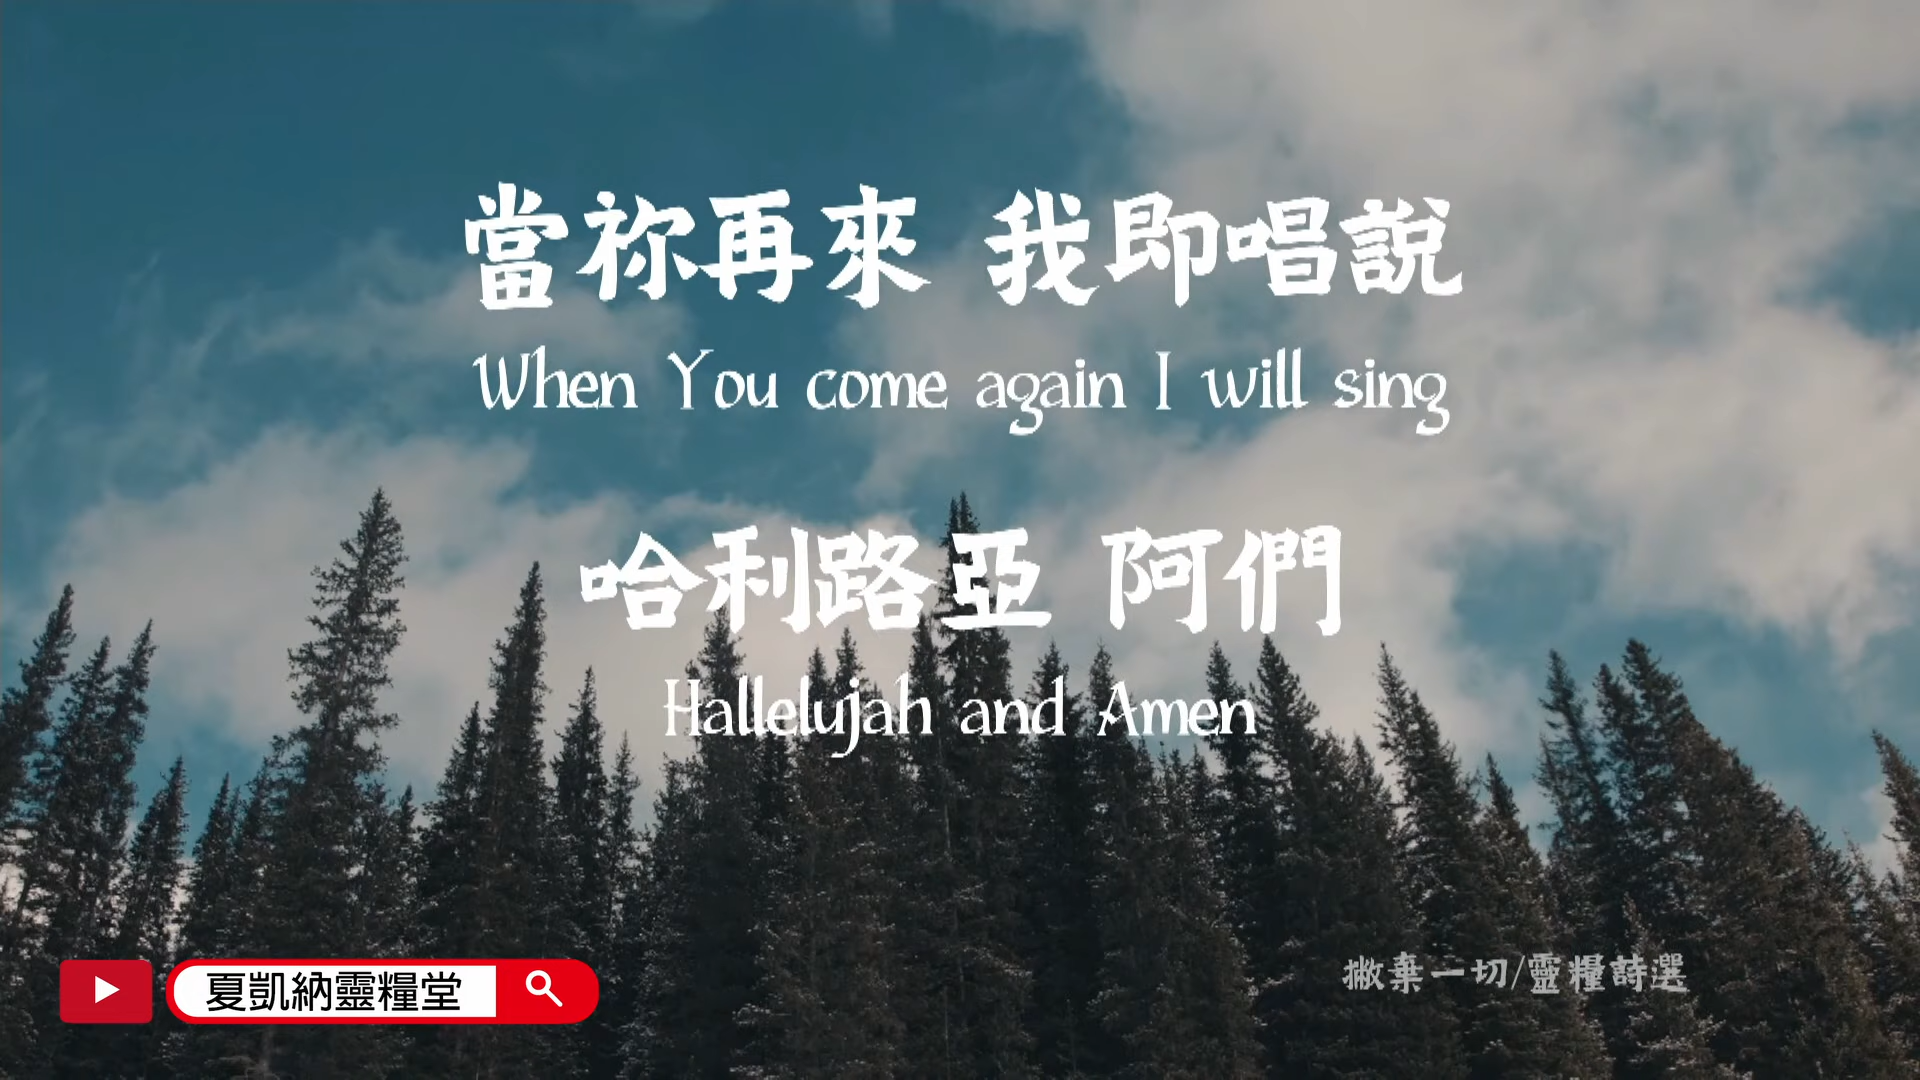 當祢再來 我即唱說
When You come again I will sing
哈利路亞 阿們
Hallelujah and Amen
夏凱納靈糧堂
撇棄一切/靈糧詩選